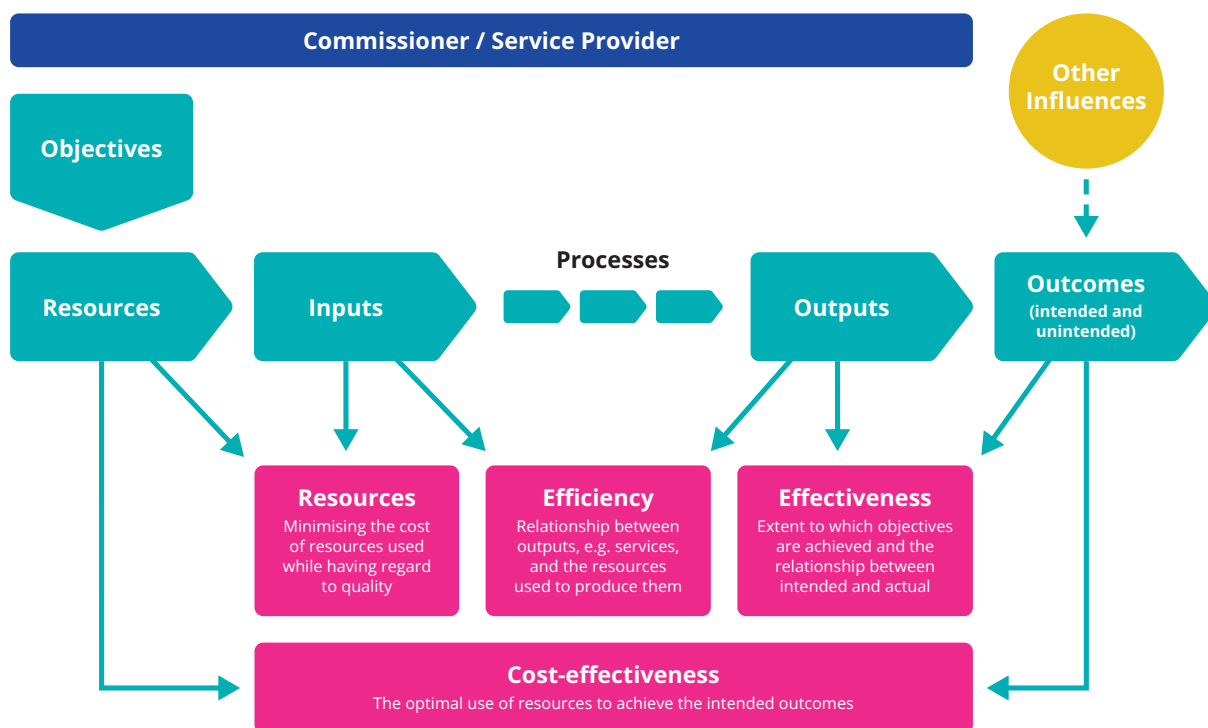 Commissioner / Service Provider
Other
Influences
Objectives
Processes
Resources
Inputs
Outputs
Outcomes
(intended and
unintended)
Resources
Minimising the cost
of resources used
while having regard
to quality
Efficiency
Relationship between
outputs, e.g. services,
and the resources
used to produce them
Effectiveness
Extent to which objectives
are achieved and the
relationship between
intended and actual
Cost-effectiveness
The optimal use of resources to achieve the intended outcomes